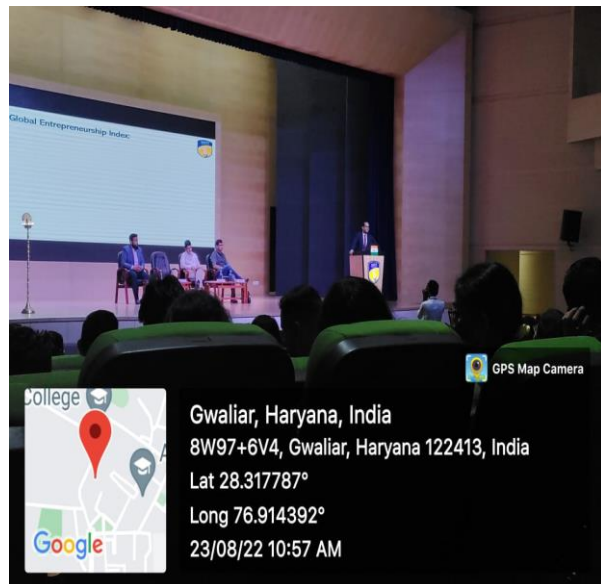 Global Entrepreneurship Index:
GPS Map Camera
College
A
Google
Gwaliar, Haryana, India
8W97+6V4, Gwaliar, Haryana 122413, India
Lat 28.317787°
Long 76.914392°
23/08/22 10:57 AM